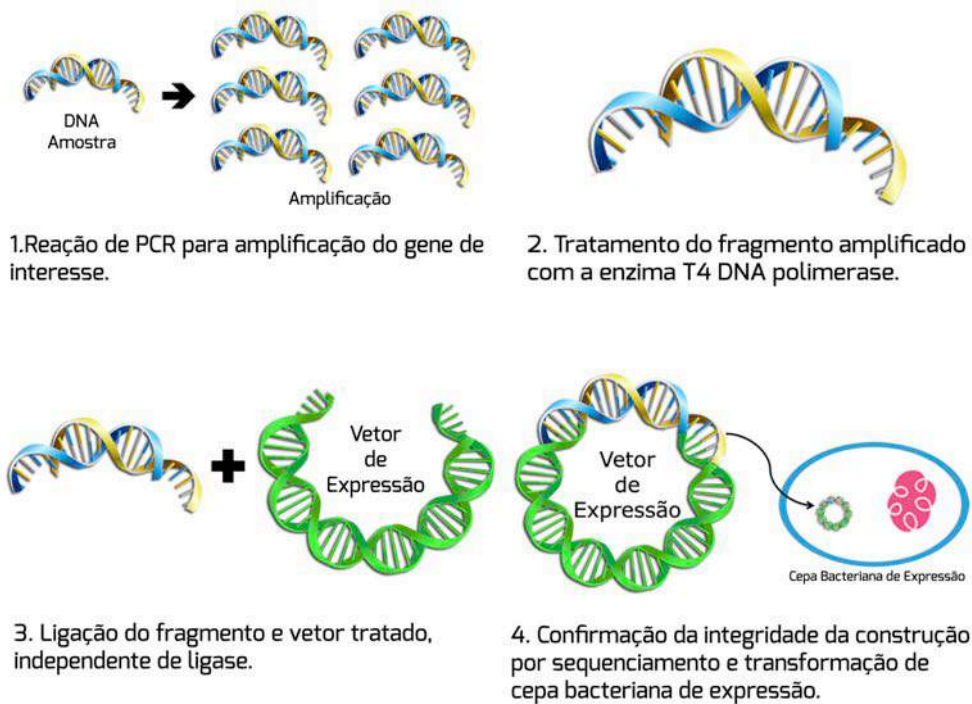 DNA
Amostra
Amplificação
1.Reação de PCR para amplificação do gene de
interesse.
2. Tratamento do fragmento amplificado
com a enzima T4 DNA polimerase.
Vetor
de
Expressão
3. Ligação do fragmento e vetor tratado,
independente de ligase.
Vetor
de
Expressão
Cepa Bacteriana de Expressão
4. Confirmação da integridade da construção
por sequenciamento e transformação de
cepa bacteriana de expressão.